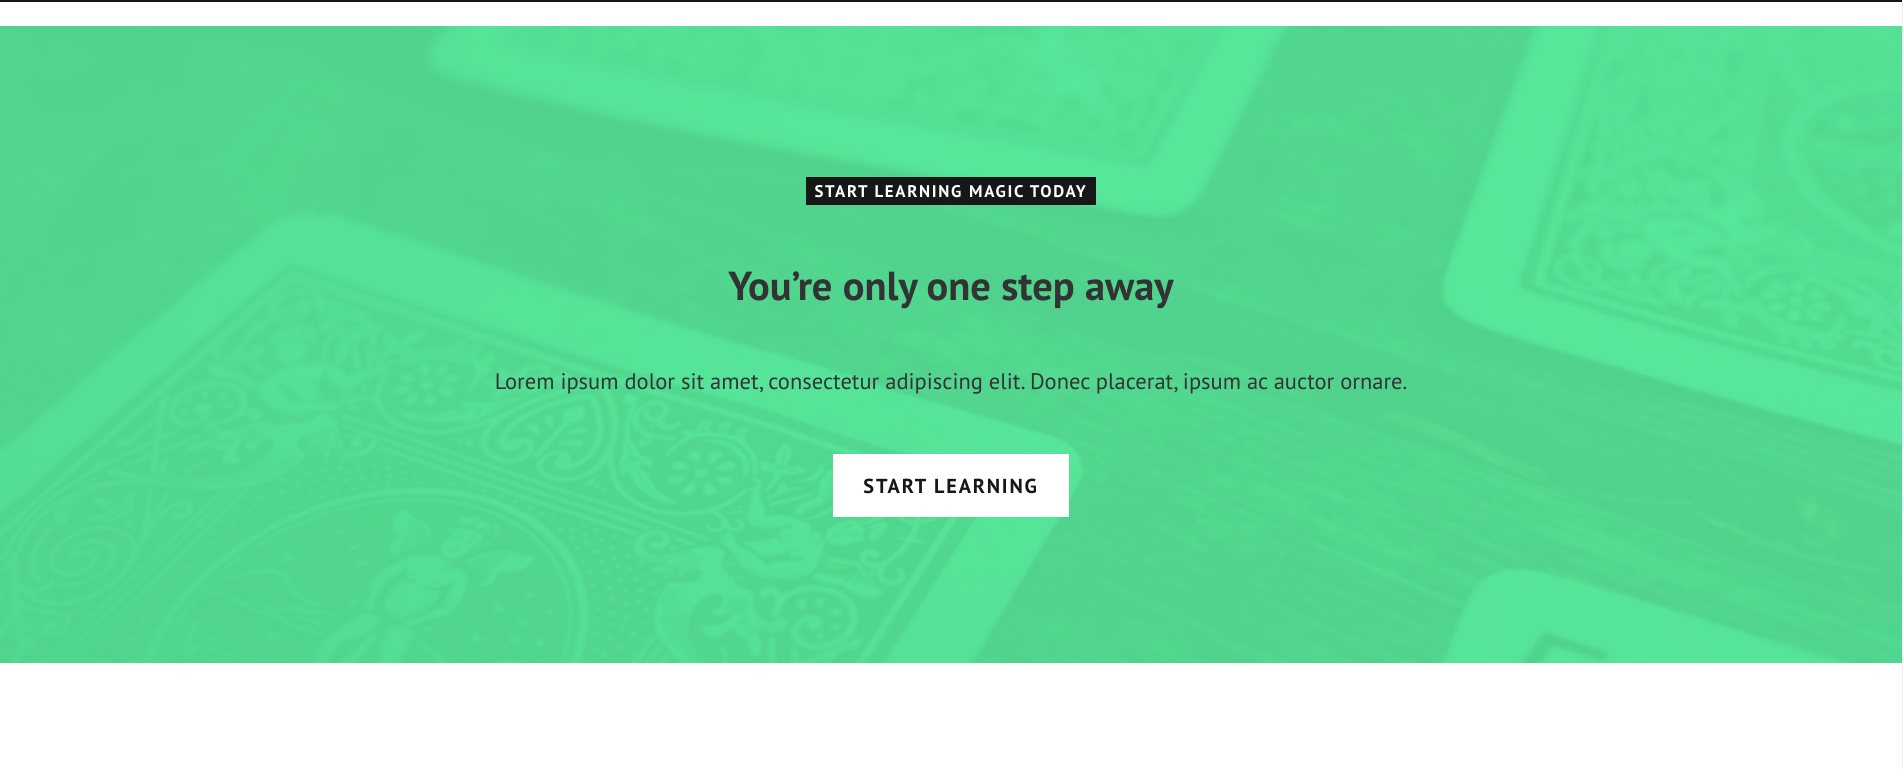 START LEARNING MAGIC TODAY
You’re only one step away
Lorem ipsum dolor sit amet, consectetur adipiscing elit. Donec placerat, ipsum ac auctor ornare.
START LEARNING